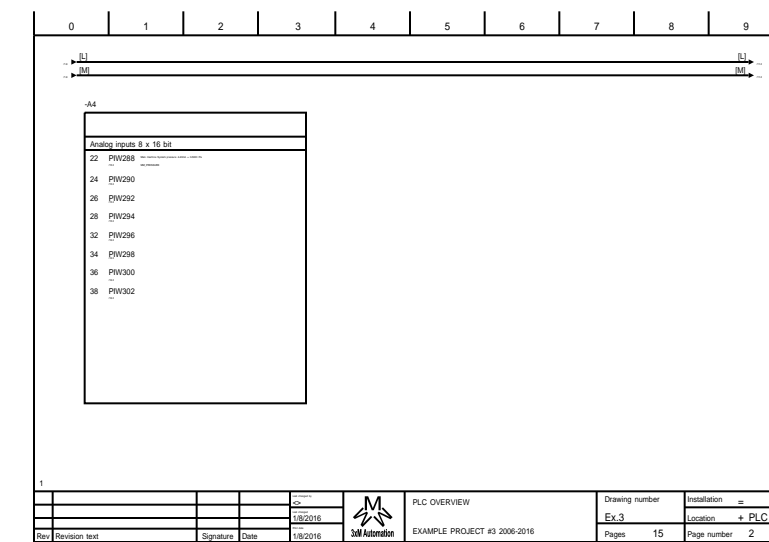 0 1 2 3 4 5 6 7 8 9
[L] [L]
[M] [M]
-A4
Analog inputs 8 x 16 bit
22 PIW288
24 PIW290
26 PIW292
28 PIW294
32 PIW296
34 PIW298
36 PIW300
38 PIW302
1
<>
1/8/2016
1/8/2016
Rev Revision text Signature Date
M
3xM Automation
PLC OVERVIEW
EXAMPLE PROJECT #3 2006-2016
Drawing number
Ex.3
Pages 15
Installation =
Location + PLC
Page number 2